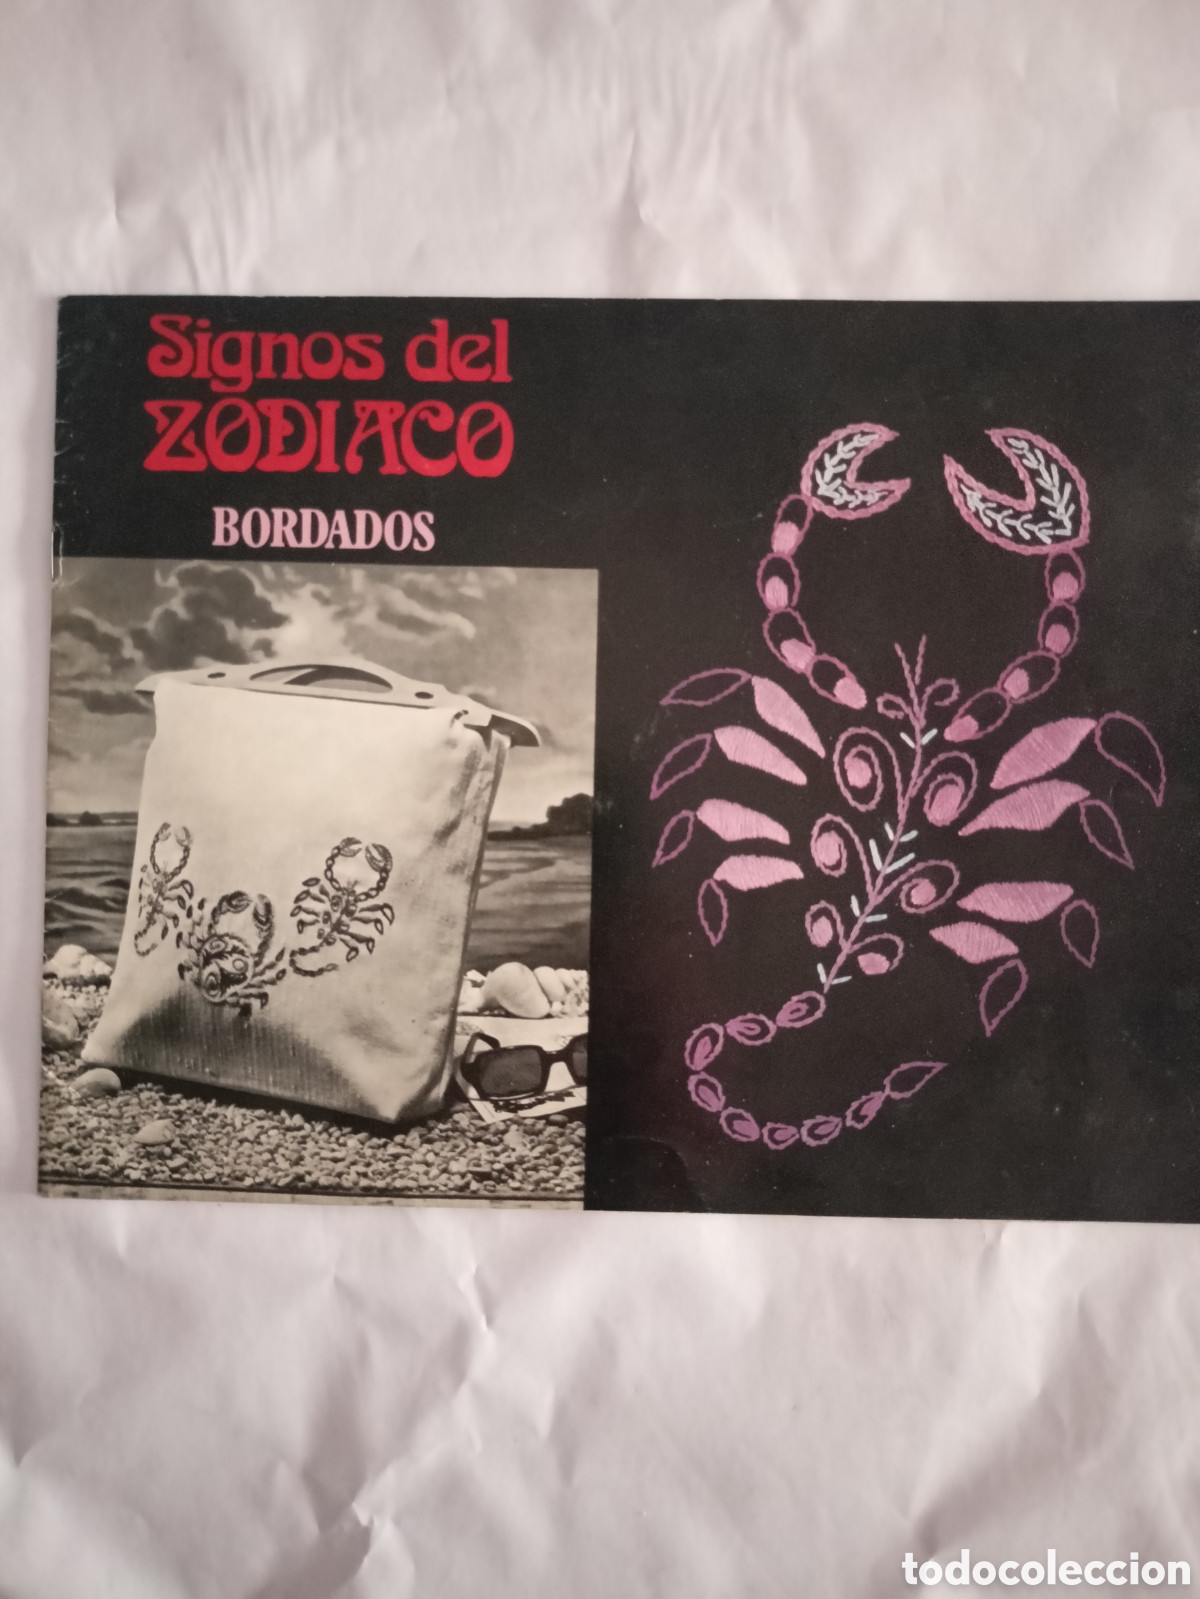 Signos del
ZODIACO
BORDADOS
todocoleccion